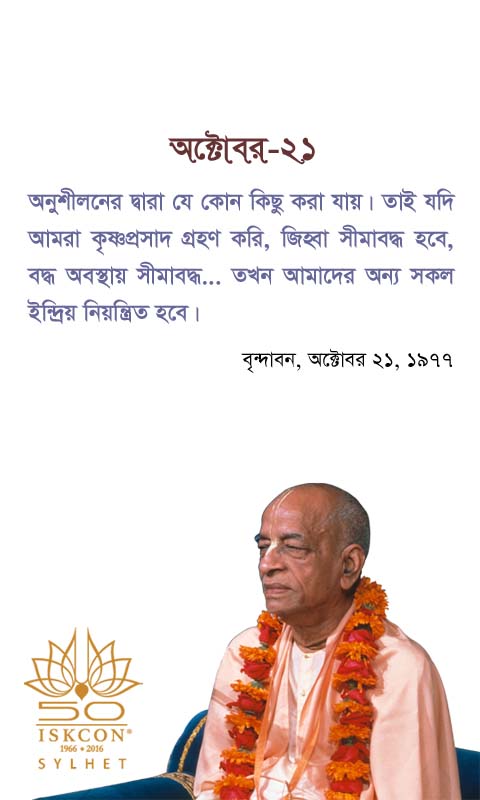 অক্টোবর-২১
অনুশীলনের দ্বারা যে কোন কিছু করা যায়। তাই যদি
আমরা কৃষ্ণপ্রসাদ গ্রহণ করি, জিহ্বা সীমাবদ্ধ হবে,
বদ্ধ অবস্থায় সীমাবদ্ধ... তখন আমাদের অন্য সকল
ইন্দ্রিয় নিয়ন্ত্রিত হবে।
বৃন্দাবন, অক্টোবর ২১, ১৯৭৭
50
ISKCON®
1966 • 2016
SYLHET